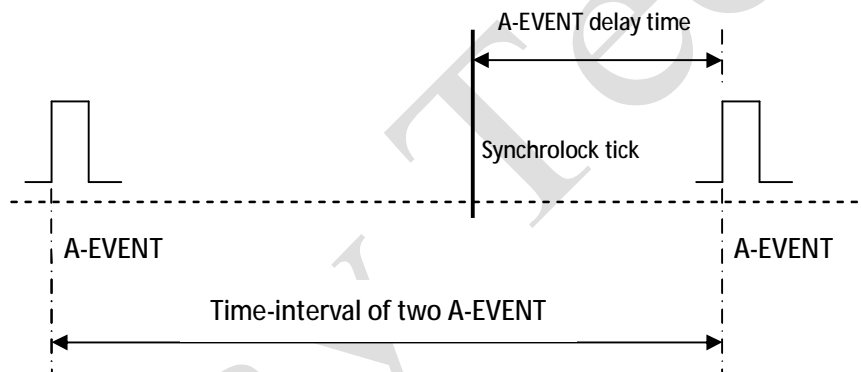 A-EVENT delay time
Synchrolock tick
A-EVENT
A-EVENT
Time-interval of two A-EVENT